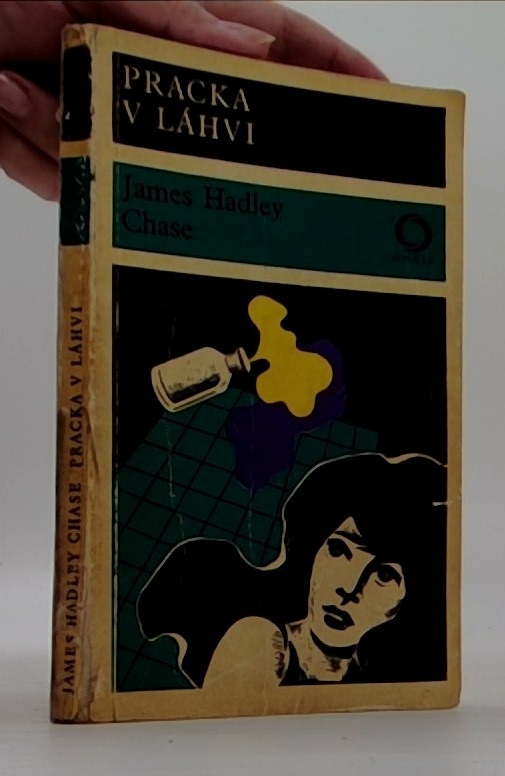 PRACKA
V LÁHVI
James Hadley
Chase
JAMES HADLEY CHASE PRACKA V LÁHVI